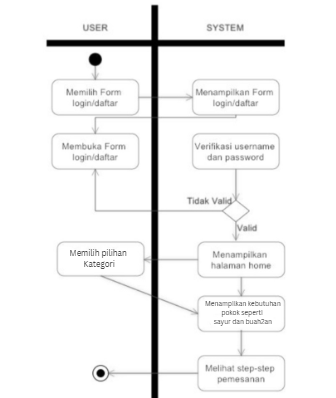 USER
SYSTEM
Memilih Form
login/daftar
Menampilkan Form
login/daftar
Membuka Form
login/daftar
Verifikasi username
dan password
Tidak Valid
Valid
Memilih pilihan
Kategori
Menampilkan
halaman home
Menampilkan kebutuhan
pokok seperti
sayur dan buah2an
Melihat step-step
pemesanan